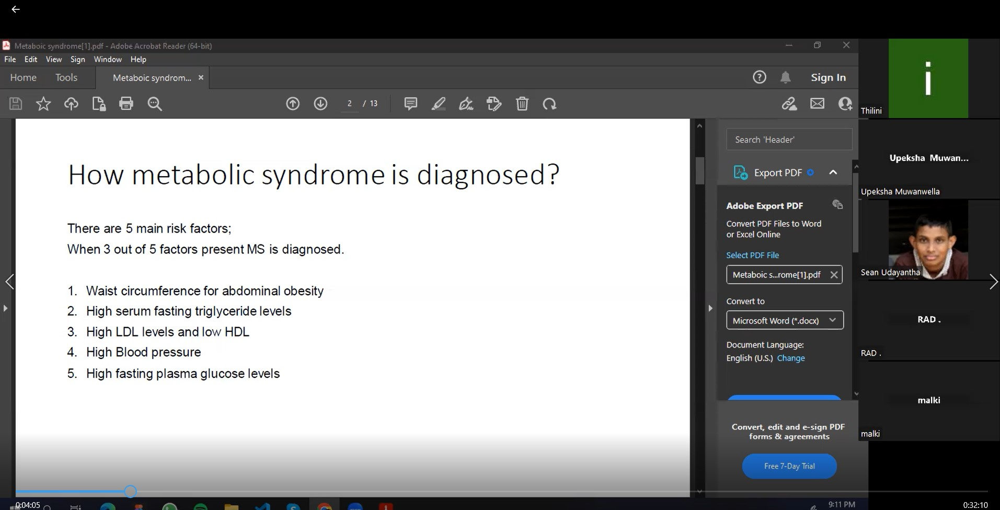 Metaboic syndrome[1].pdf - Adobe Acrobat Reader (64-bit)
File Edit View Sign Window Help
Home Tools Metaboic syndrom... ×
? Sign In
2 / 13
How metabolic syndrome is diagnosed?
There are 5 main risk factors;
When 3 out of 5 factors present MS is diagnosed.
1. Waist circumference for abdominal obesity
2. High serum fasting triglyceride levels
3. High LDL levels and low HDL
4. High Blood pressure
5. High fasting plasma glucose levels
Search 'Header'
Export PDF
Adobe Export PDF
Convert PDF Files to Word
or Excel Online
Select PDF File
Metaboic s...rome[1].pdf
Convert to
Microsoft Word (*.docx)
Document Language:
English (U.S.) Change
Convert, edit and e-sign PDF
forms & agreements
Free 7-Day Trial
i
Thilini
Upeksha Muwan...
Upeksha Muwanwella
Sean Udayantha
RAD .
RAD .
malki
malki
0:04:05
9:11 PM
0:32:10